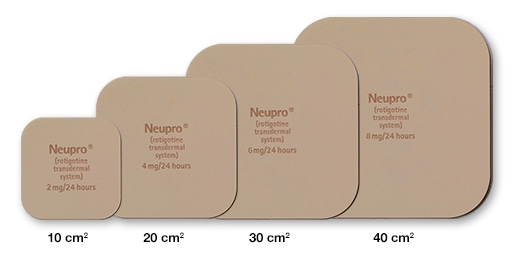 Neupro®
(rotigotine
transdermal
system)
2 mg/24 hours
Neupro®
(rotigotine
transdermal
system)
4 mg/24 hours
Neupro®
(rotigotine
transdermal
system)
6 mg/24 hours
Neupro®
(rotigotine
transdermal
system)
8 mg/24 hours
10 cm²
20 cm²
30 cm²
40 cm²